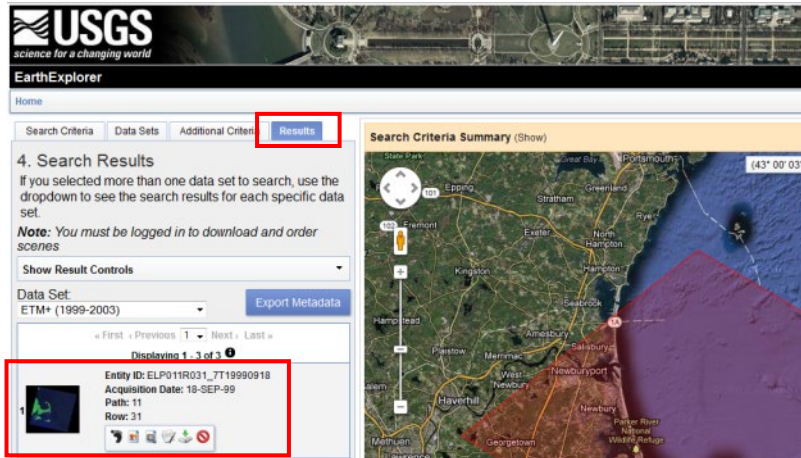 USGS
science for a changing world
EarthExplorer
Home
Search Criteria
Data Sets
Additional Criteria
Results
4. Search Results
If you selected more than one data set to search, use the
dropdown to see the search results for each specific data
set.
Note: You must be logged in to download and order
scenes
Show Result Controls
Data Set:
ETM+ (1999-2003)
Export Metadata
« First ‹ Previous 1 Next › Last »
Displaying 1 - 3 of 3
1
Entity ID: ELP011R031_7T19990918
Acquisition Date: 18-SEP-99
Path: 11
Row: 31
Search Criteria Summary (Show)
State Park
Great Bay
Portsmouth
(43° 00' 03"
101
Epping
Greenland
Stratham
Rye
102
Fremont
Exeter
North
Hampton
Kingston
Hampton
Seabrook
Hampstead
1A
Amesbury
Salisbury
Plaistow
Merrimac
West
Newbury
Newburyport
Haverhill
Newbury
Parker River
National
Wildlife Refuge
Methuen
Georgetown
Lawrence